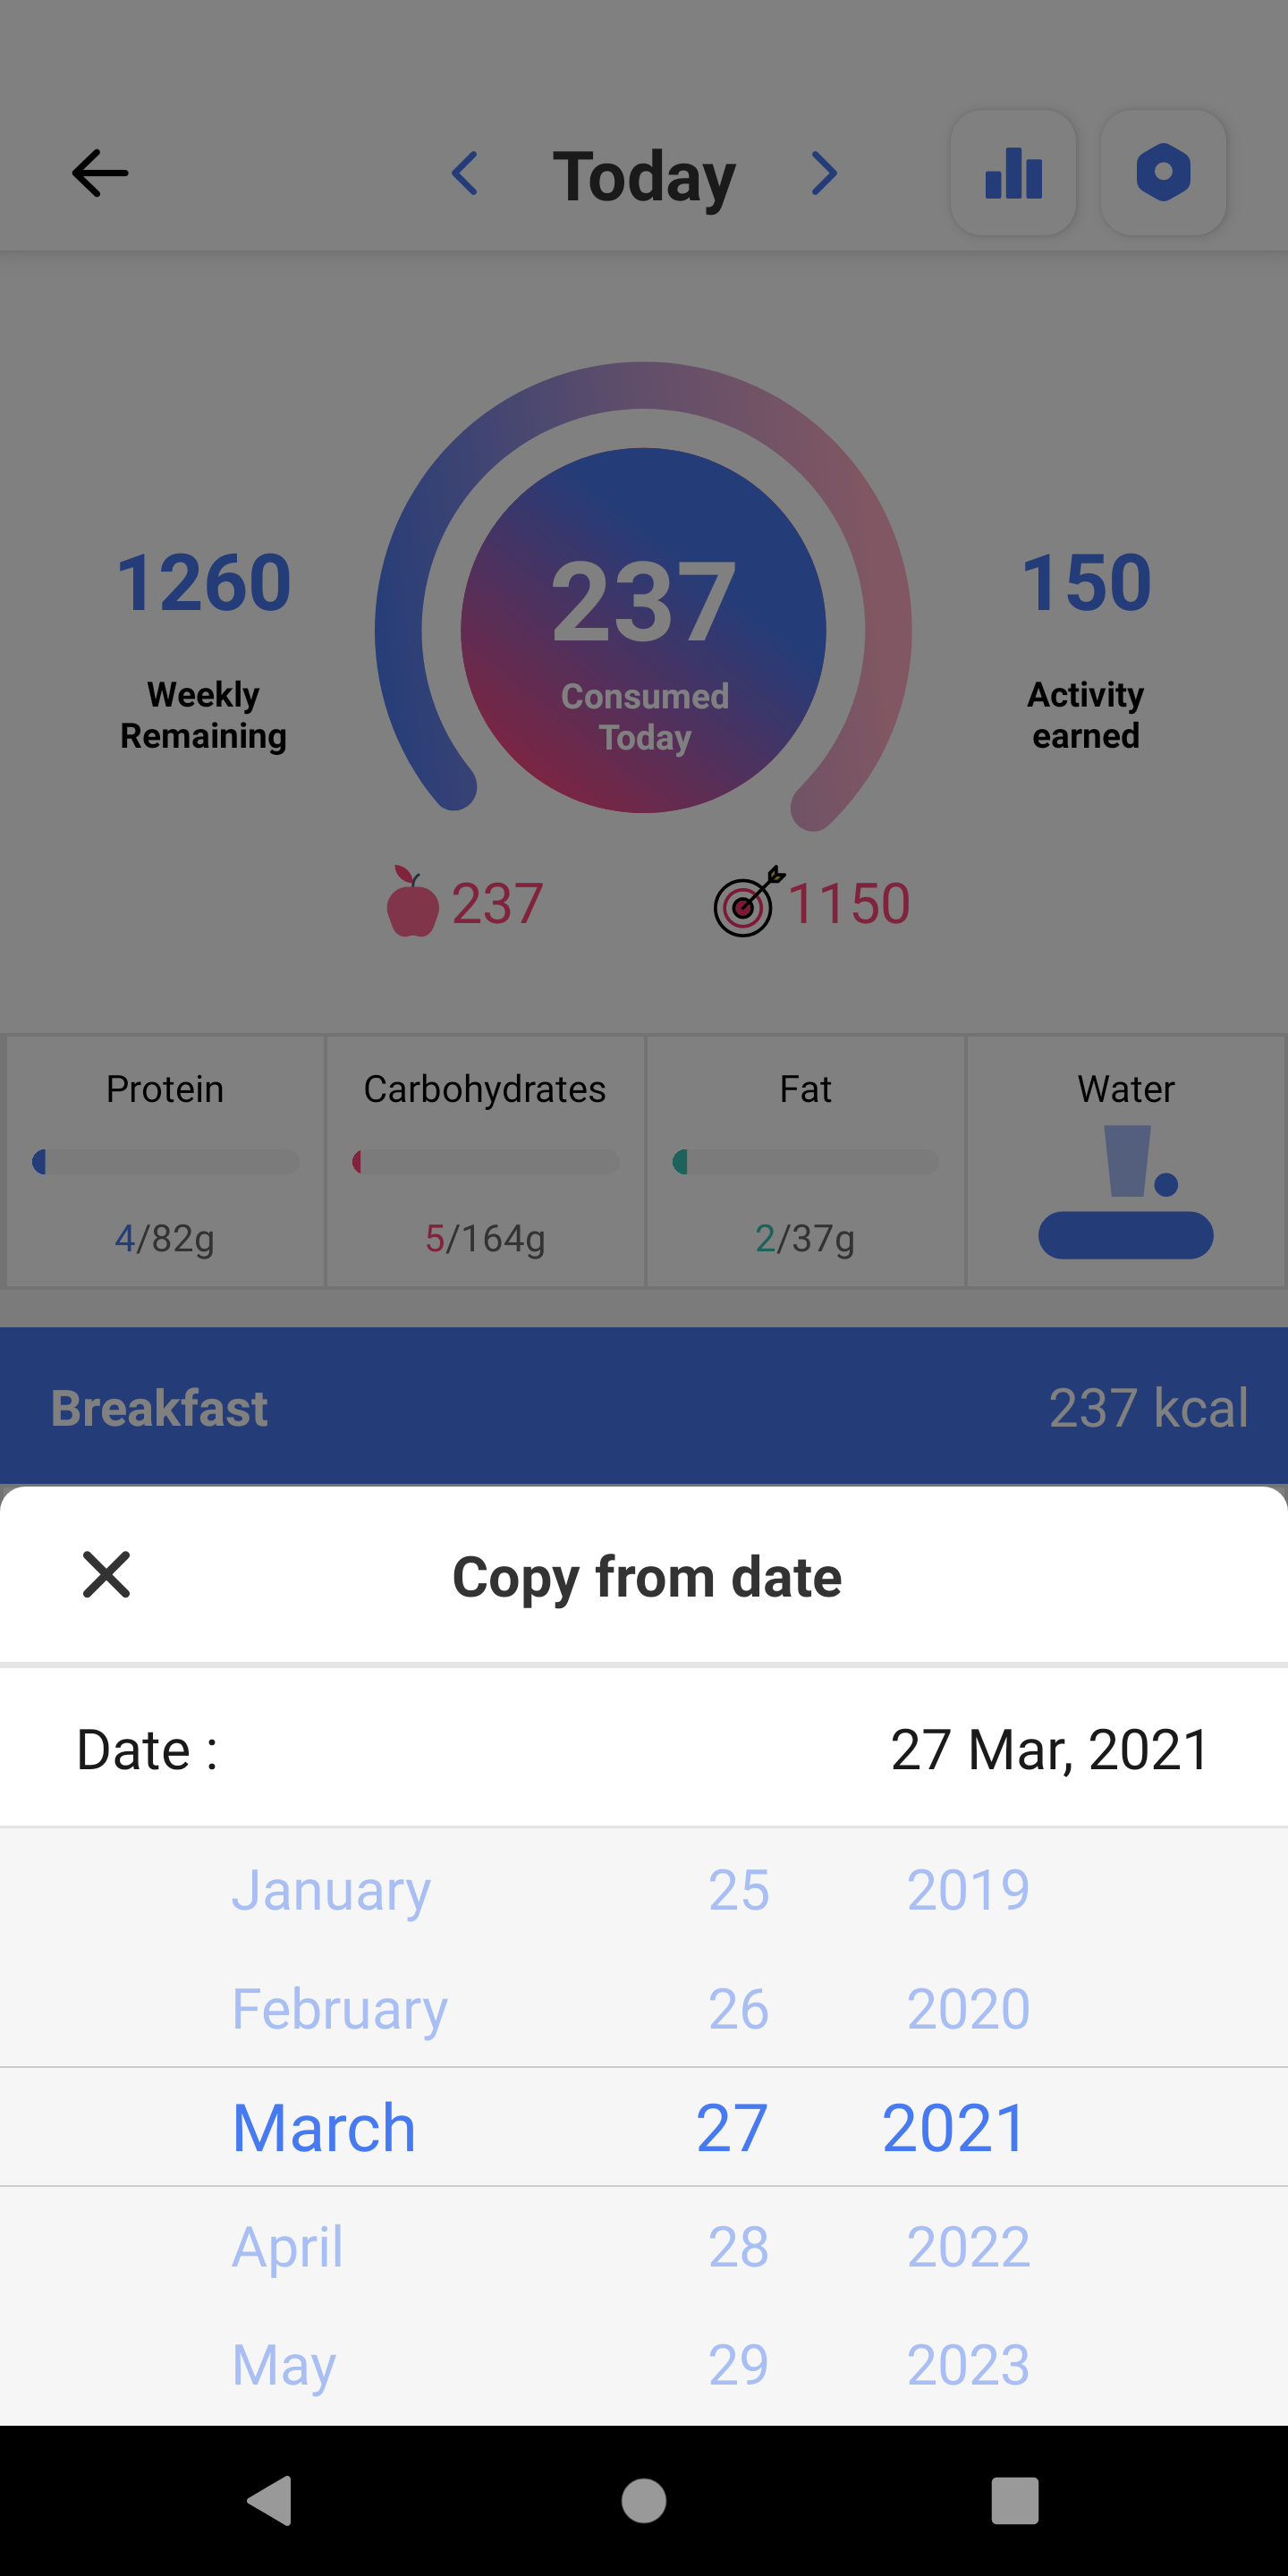 Today
1260
Weekly
Remaining
237
Consumed
Today
150
Activity
earned
237
1150
Protein
4/82g
Carbohydrates
5/164g
Fat
2/37g
Water
Breakfast
237 kcal
Copy from date
Date :
27 Mar, 2021
January 25 2019
February 26 2020
March 27 2021
April 28 2022
May 29 2023